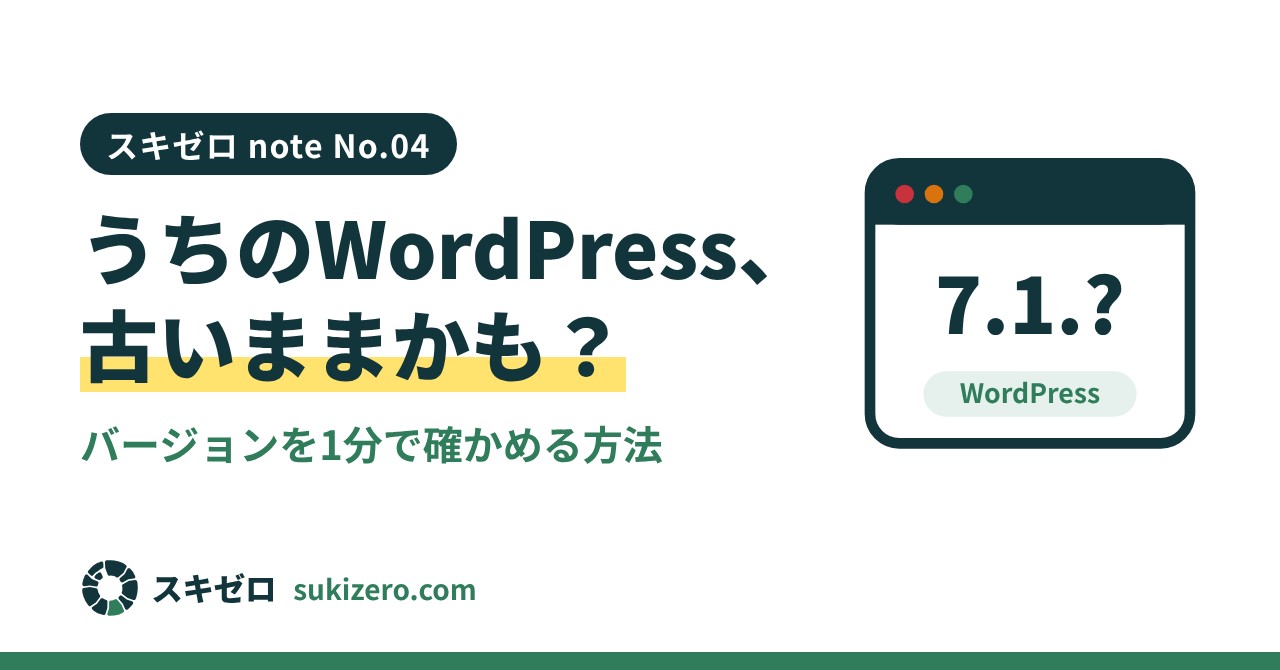 スキゼロ note No.04
うちのWordPress、
古いままかも？
バージョンを1分で確かめる方法
7.1.?
WordPress
スキゼロ sukizero.com